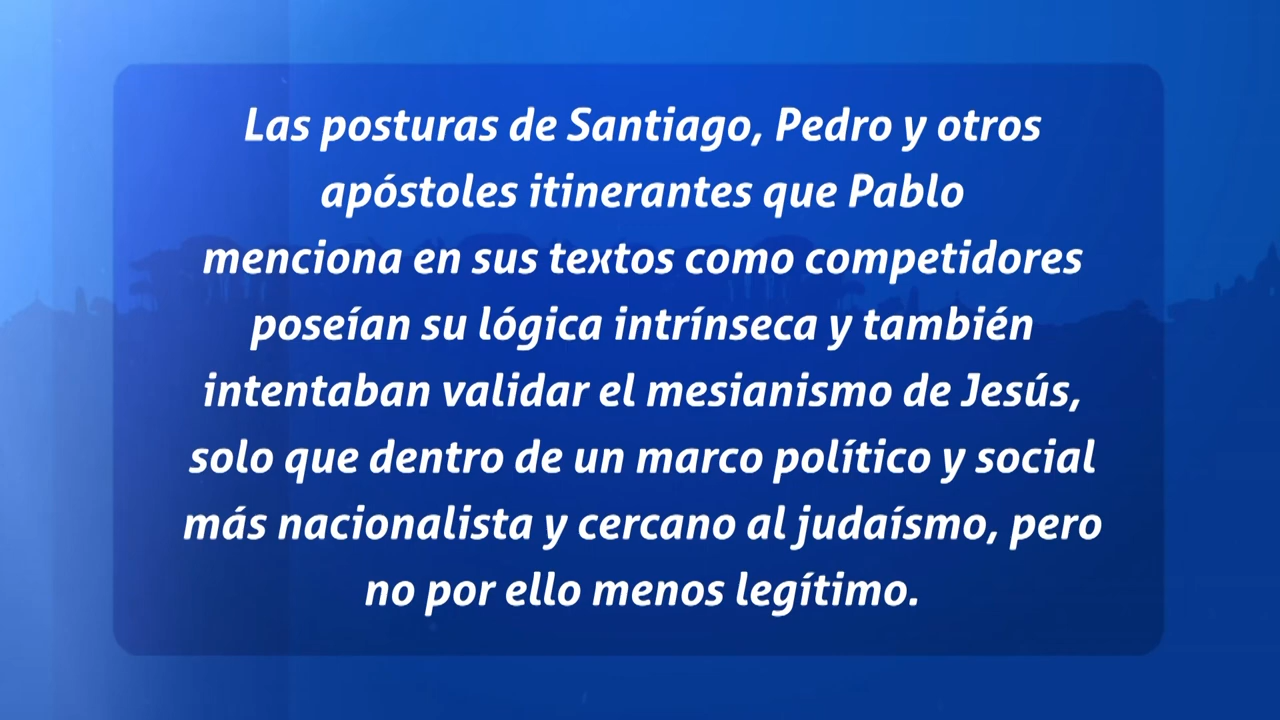 Las posturas de Santiago, Pedro y otros
apóstoles itinerantes que Pablo
menciona en sus textos como competidores
poseían su lógica intrínseca y también
intentaban validar el mesianismo de Jesús,
solo que dentro de un marco político y social
más nacionalista y cercano al judaísmo, pero
no por ello menos legítimo.